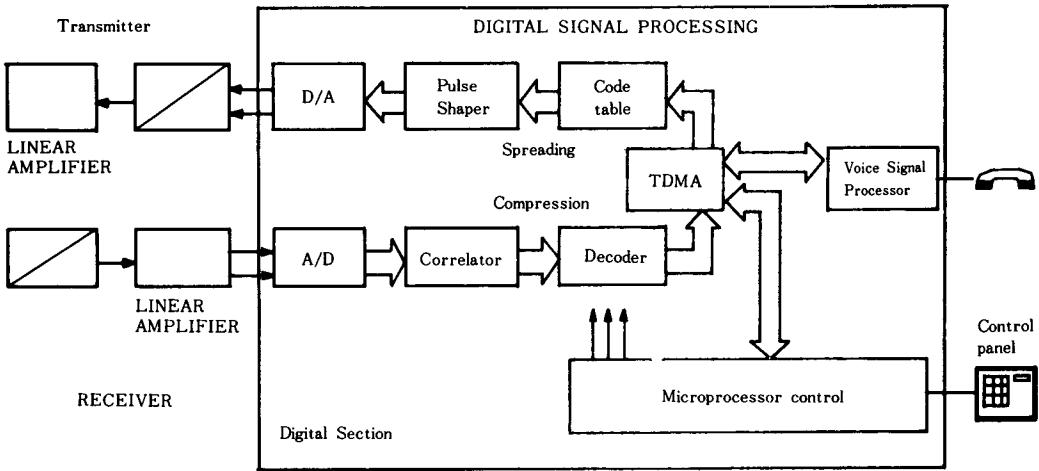 Transmitter
DIGITAL SIGNAL PROCESSING
D/A
Pulse
Shaper
Code
table
LINEAR
AMPLIFIER
Spreading
TDMA
Voice Signal
Processor
Compression
A/D
Correlator
Decoder
LINEAR
AMPLIFIER
Control
panel
RECEIVER
Microprocessor control
Digital Section